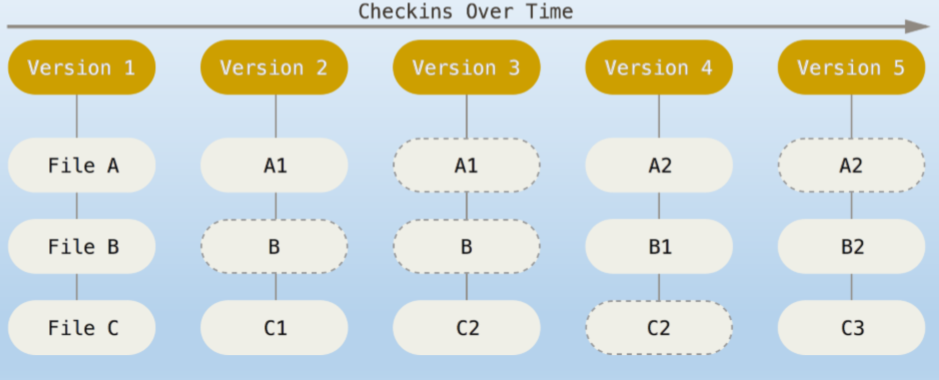 Checkins Over Time
Version 1 Version 2 Version 3 Version 4 Version 5
File A A1 A1 A2 A2
File B B B B1 B2
File C C1 C2 C2 C3